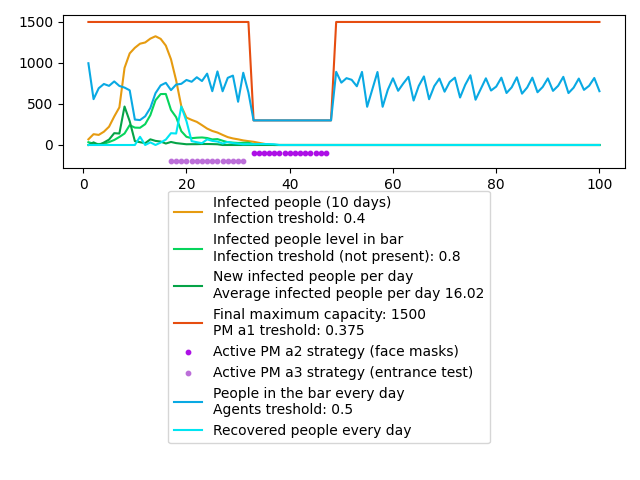 1500
1000
500
0
0
20
40
60
80
100
Infected people (10 days)
Infection treshold: 0.4
Infected people level in bar
Infection treshold (not present): 0.8
New infected people per day
Average infected people per day 16.02
Final maximum capacity: 1500
PM a1 treshold: 0.375
Active PM a2 strategy (face masks)
Active PM a3 strategy (entrance test)
People in the bar every day
Agents treshold: 0.5
Recovered people every day